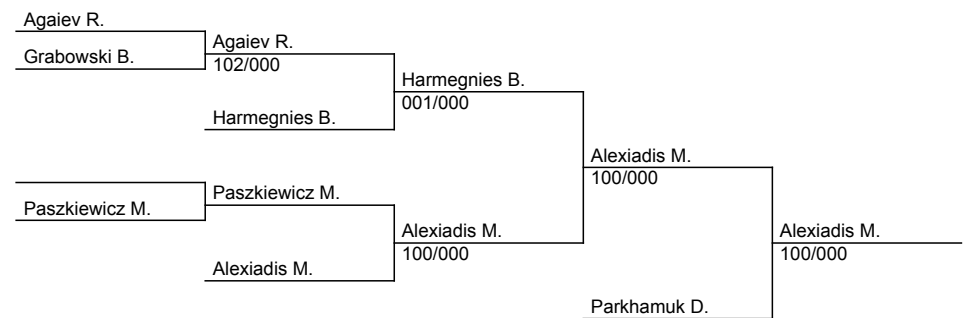 Agaiev R.
Grabowski B.
Agaiev R.
102/000
Harmegnies B.
Harmegnies B.
001/000
Paszkiewicz M.
Paszkiewicz M.
Alexiadis M.
Alexiadis M.
100/000
Alexiadis M.
100/000
Parkhamuk D.
Alexiadis M.
100/000